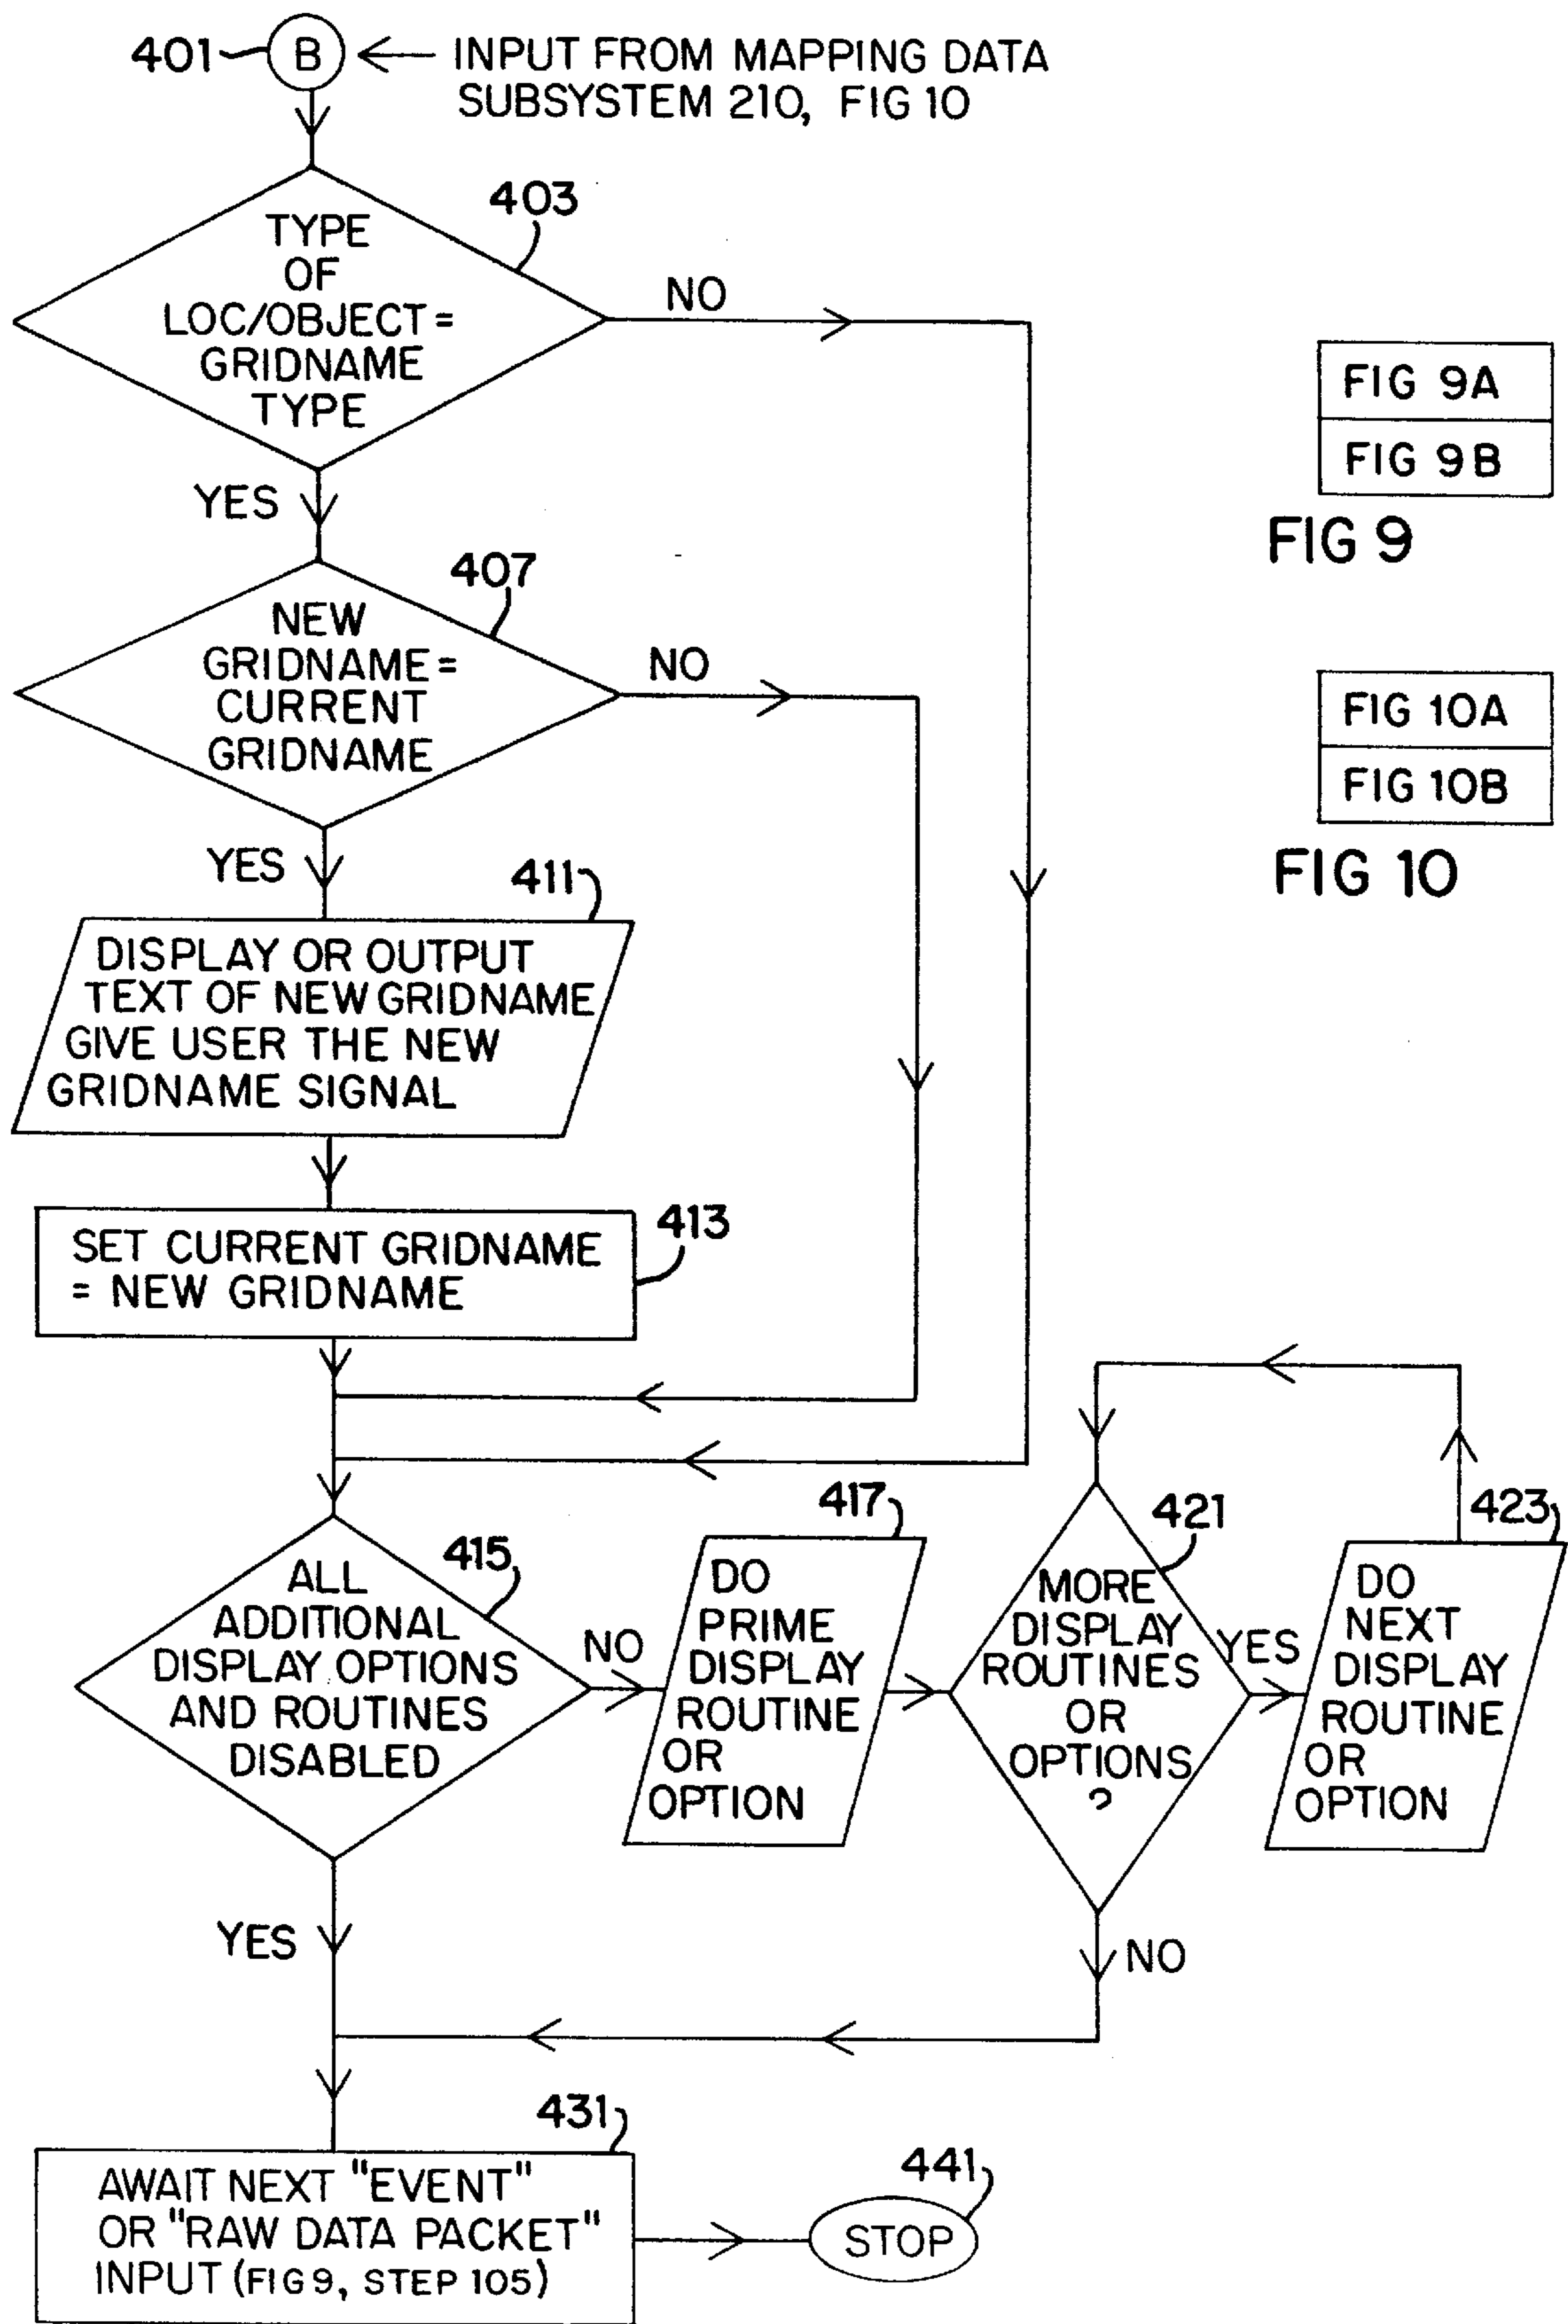 401
B
INPUT FROM MAPPING DATA
SUBSYSTEM 210, FIG 10
403
TYPE
OF
LOC/OBJECT=
GRIDNAME
TYPE
NO
YES
407
NEW
GRIDNAME=
CURRENT
GRIDNAME
NO
YES
FIG 9A
FIG 9B
FIG 9
FIG 10A
FIG 10B
FIG 10
411
DISPLAY OR OUTPUT
TEXT OF NEW GRIDNAME
GIVE USER THE NEW
GRIDNAME SIGNAL
413
SET CURRENT GRIDNAME
= NEW GRIDNAME
415
ALL
ADDITIONAL
DISPLAY OPTIONS
AND ROUTINES
DISABLED
NO
YES
417
DO
PRIME
DISPLAY
ROUTINE
OR
OPTION
421
MORE
DISPLAY
ROUTINES
OR
OPTIONS
?
YES
NO
423
DO
NEXT
DISPLAY
ROUTINE
OR
OPTION
431
AWAIT NEXT "EVENT"
OR "RAW DATA PACKET"
INPUT (FIG 9, STEP 105)
441
STOP